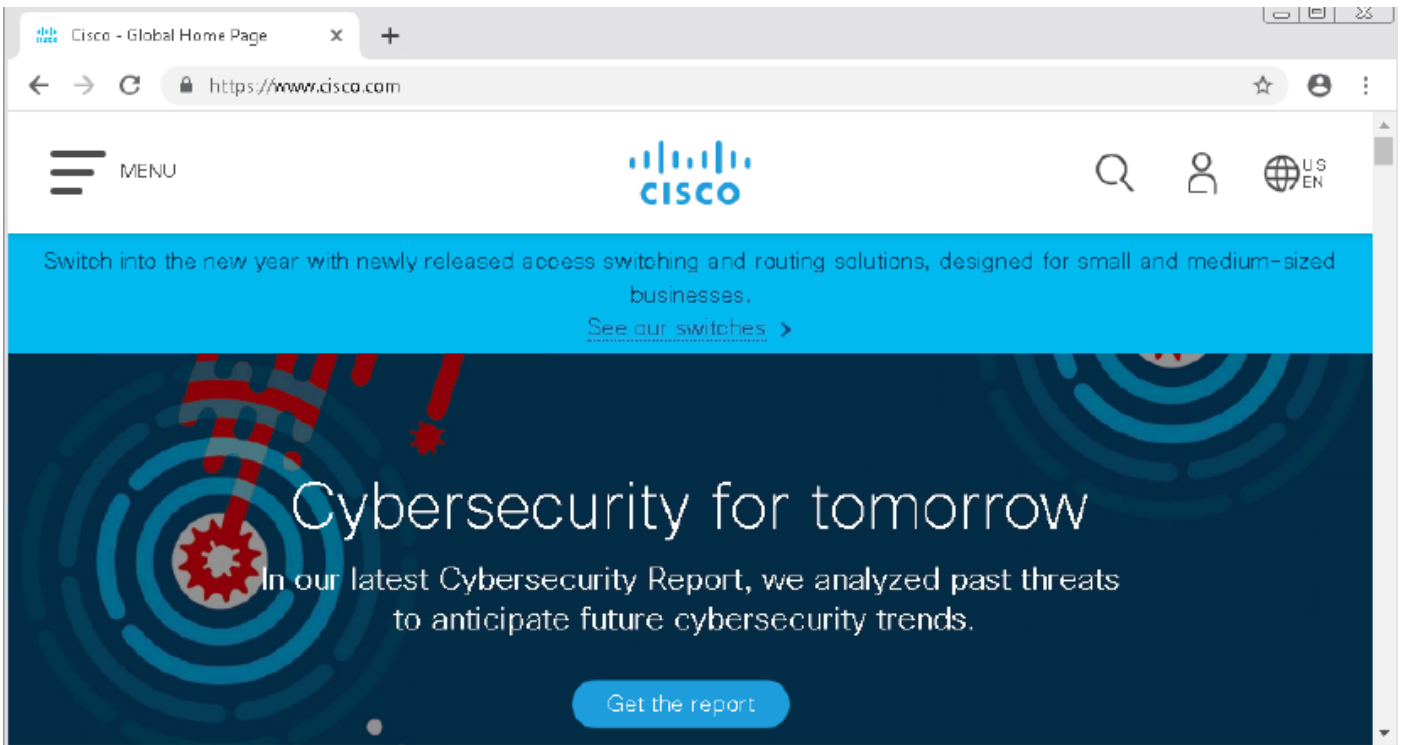 Cisco - Global Home Page
https://www.cisco.com
MENU
CISCO
US
EN
Switch into the new year with newly released access switching and routing solutions, designed for small and medium-sized
businesses.
See our switches >
Cybersecurity for tomorrow
In our latest Cybersecurity Report, we analyzed past threats
to anticipate future cybersecurity trends.
Get the report